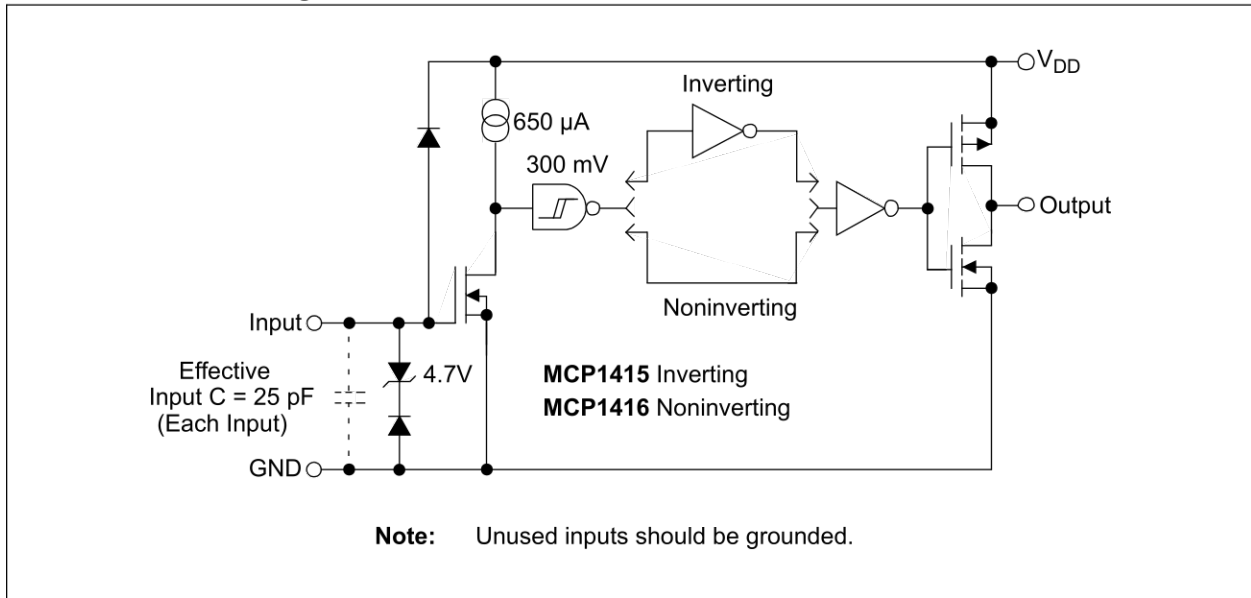 V_DD
Inverting
650 µA
300 mV
Output
Noninverting
Input
Effective
Input C = 25 pF
(Each Input)
4.7V
MCP1415 Inverting
MCP1416 Noninverting
GND
Note: Unused inputs should be grounded.